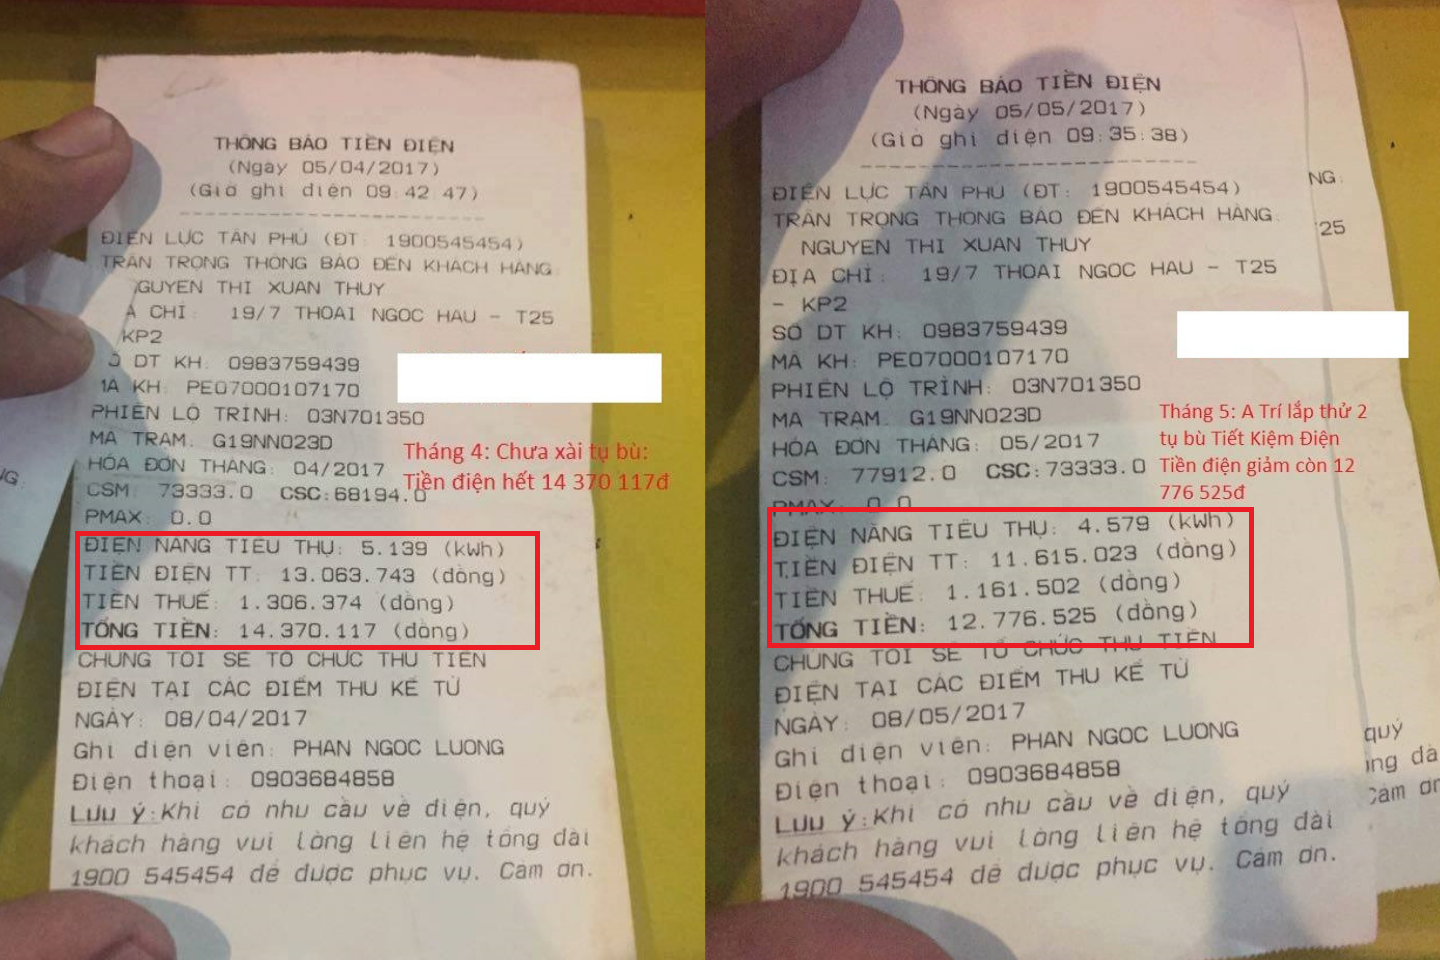 THÔNG BÁO TIỀN ĐIỆN
(Ngày 05/04/2017)
(Giờ ghi điện 09:42:47)
ĐIỆN LỰC TÂN PHÚ (ĐT: 1900545454)
TRÂN TRỌNG THÔNG BÁO ĐẾN KHÁCH HÀNG
GUYEN THI XUAN THUY
CHỈ: 19/7 THOAI NGOC HAU - T25
KP2
DT KH: 0983759439
KH: PE07000107170
PHIÊN LỘ TRÌNH: 03N701350
MÃ TRẠM: G19NN023D
HÓA ĐƠN THÁNG: 04/2017
CSM: 73333.0 CSC:68194.0
PMAX: 0.0
ĐIỆN NĂNG TIÊU THỤ: 5.139 (kWh)
TIỀN ĐIỆN TT: 13.063.743 (đồng)
TIỀN THUẾ: 1.306.374 (đồng)
TỔNG TIỀN: 14.370.117 (đồng)
CHÚNG TÔI SẼ TỔ CHỨC THU TIỀN
ĐIỆN TẠI CÁC ĐIỂM THU KỂ TỪ
NGÀY: 08/04/2017
Ghi điện viên: PHAN NGOC LUONG
Điện thoại: 0903684858
Lưu ý:Khi có nhu cầu về điện, quý
khách hàng vui lòng liên hệ tổng đài
1900 545454 để được phục vụ. Cảm ơn.
Tháng 4: Chưa xài tụ bù:
Tiền điện hết 14 370 117đ
THÔNG BÁO TIỀN ĐIỆN
(Ngày 05/05/2017)
(Giờ ghi điện 09:35:38)
ĐIỆN LỰC TÂN PHÚ (ĐT: 1900545454)
TRÂN TRỌNG THÔNG BÁO ĐẾN KHÁCH HÀNG:
NGUYEN THI XUAN THUY
ĐỊA CHỈ: 19/7 THOAI NGOC HAU - T25
- KP2
SỐ DT KH: 0983759439
MÃ KH: PE07000107170
PHIÊN LỘ TRÌNH: 03N701350
MÃ TRẠM: G19NN023D
HÓA ĐƠN THÁNG: 05/2017
CSM: 77912.0 CSC:73333.0
PMAX: 0.0
ĐIỆN NĂNG TIÊU THỤ: 4.579 (kWh)
TIỀN ĐIỆN TT: 11.615.023 (đồng)
TIỀN THUẾ: 1.161.502 (đồng)
TỔNG TIỀN: 12.776.525 (đồng)
CHÚNG TÔI SẼ TỔ CHỨC THU TIỀN
ĐIỆN TẠI CÁC ĐIỂM THU KỂ TỪ
NGÀY: 08/05/2017
Ghi điện viên: PHAN NGOC LUONG
Điện thoại: 0903684858
Lưu ý:Khi có nhu cầu về điện, quý
khách hàng vui lòng liên hệ tổng đài
1900 545454 để được phục vụ. Cảm ơn.
Tháng 5: A Trí lắp thử 2
tụ bù Tiết Kiệm Điện
Tiền điện giảm còn 12
776 525đ
NG:
T25
quý
Cảm ơn